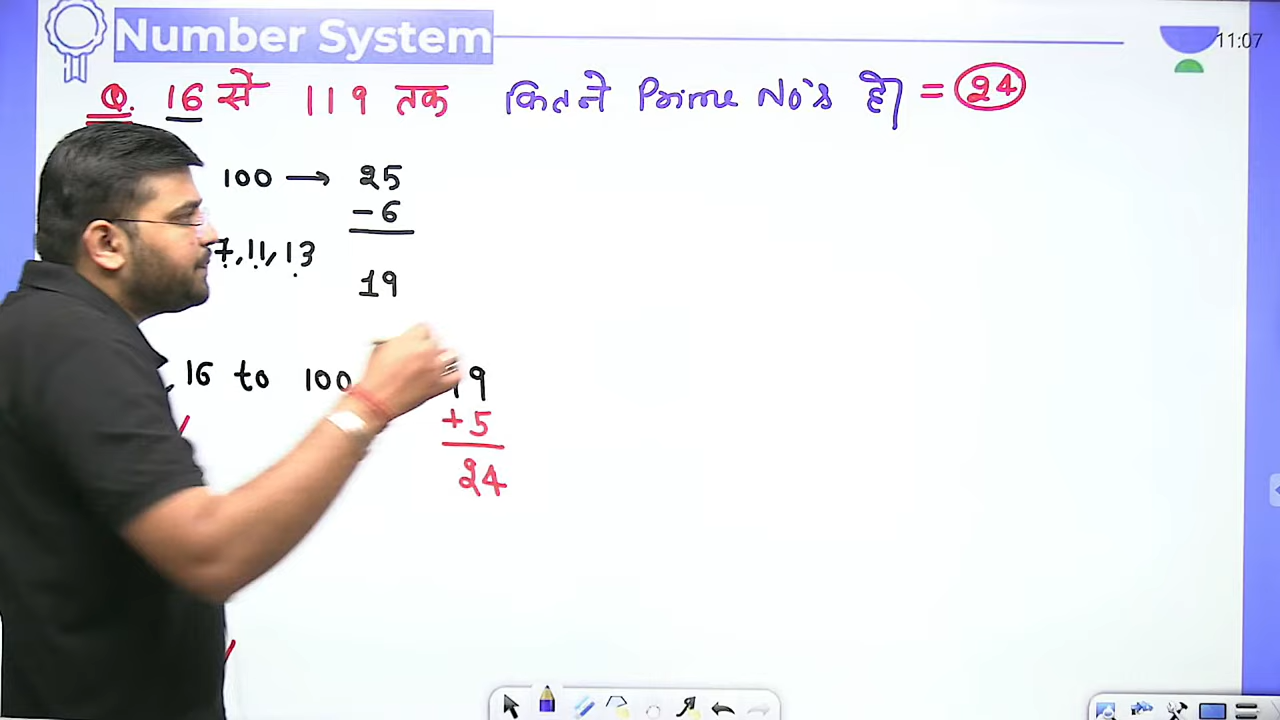 Number System
11:07
Q. 16 से 119 तक कितने Prime No's है। = 24
100 → 25
-6
7, 11, 13
19
16 to 100
9
+5
24